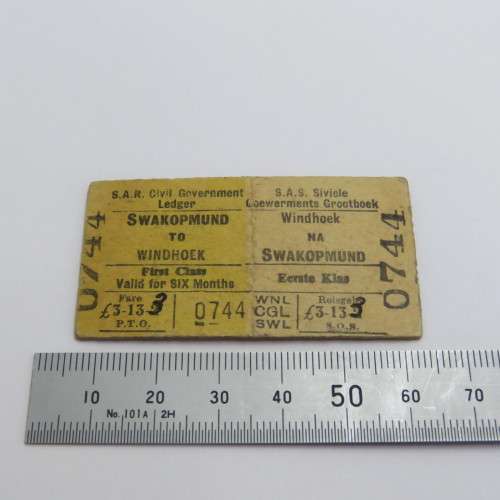 0744
S.A.R. Civil Government
Ledger
SWAKOPMUND
TO
WINDHOEK
First Class
Valid for SIX Months
Fare
£3-13-3
P.T.O.
0744
S.A.S. Siviele
Goewerments Grootboek
Windhoek
NA
SWAKOPMUND
Eerste Klas
WNL
CGL
SWL
Reisgeld
£3-13-3
S.O.S.
0744
10 20 30 40 50 60 70
No. 101A 2H